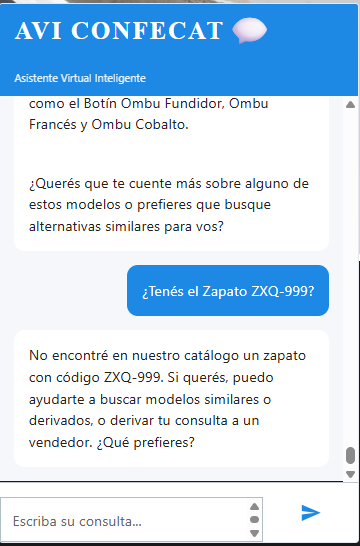 AVI CONFECAT
Asistente Virtual Inteligente
como el Botín Ombu Fundidor, Ombu
Francés y Ombu Cobalto.
¿Querés que te cuente más sobre alguno de
estos modelos o prefieres que busque
alternativas similares para vos?
¿Tenés el Zapato ZXQ-999?
No encontré en nuestro catálogo un zapato
con código ZXQ-999. Si querés, puedo
ayudarte a buscar modelos similares o
derivados, o derivar tu consulta a un
vendedor. ¿Qué prefieres?
Escriba su consulta...